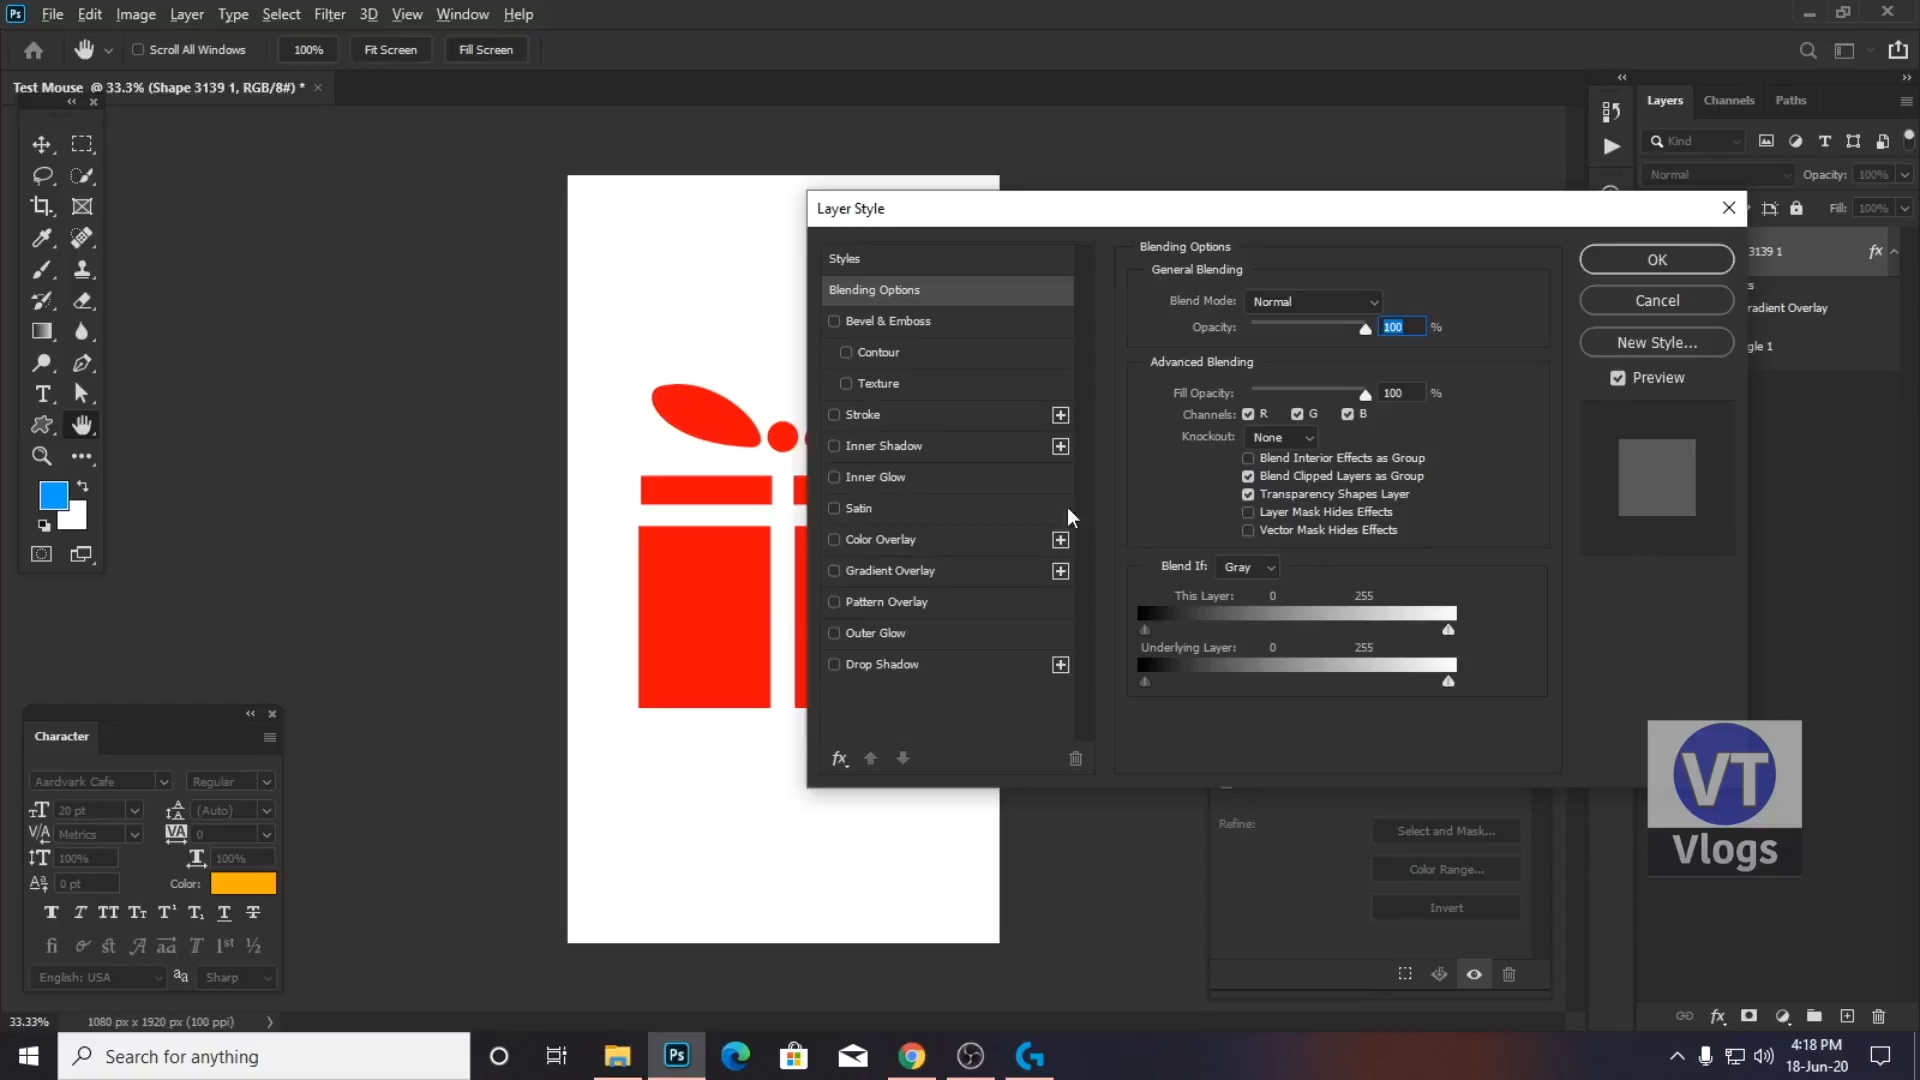 File Edit Image Layer Type Select Filter 3D View Window Help
Scroll All Windows 100% Fit Screen Fill Screen
Test Mouse @ 33.3% (Shape 3139 1, RGB/8#) *
Layers Channels Paths
Kind
Normal Opacity: 100%
Fill: 100%
3139 1
Gradient Overlay
gle 1
Layer Style
Styles
Blending Options
Bevel & Emboss
Contour
Texture
Stroke
Inner Shadow
Inner Glow
Satin
Color Overlay
Gradient Overlay
Pattern Overlay
Outer Glow
Drop Shadow
fx
Blending Options
General Blending
Blend Mode: Normal
Opacity: 100 %
Advanced Blending
Fill Opacity: 100 %
Channels: R G B
Knockout: None
Blend Interior Effects as Group
Blend Clipped Layers as Group
Transparency Shapes Layer
Layer Mask Hides Effects
Vector Mask Hides Effects
Blend If: Gray
This Layer: 0 255
Underlying Layer: 0 255
OK
Cancel
New Style...
Preview
Character
Aardvark Cafe Regular
20 pt (Auto)
Metrics 0
100% 100%
0 pt Color:
English: USA aa Sharp
Refine: Select and Mask...
Color Range...
Invert
VT
Vlogs
33.33% 1080 px x 1920 px (100 ppi)
Search for anything
4:18 PM
18-Jun-20